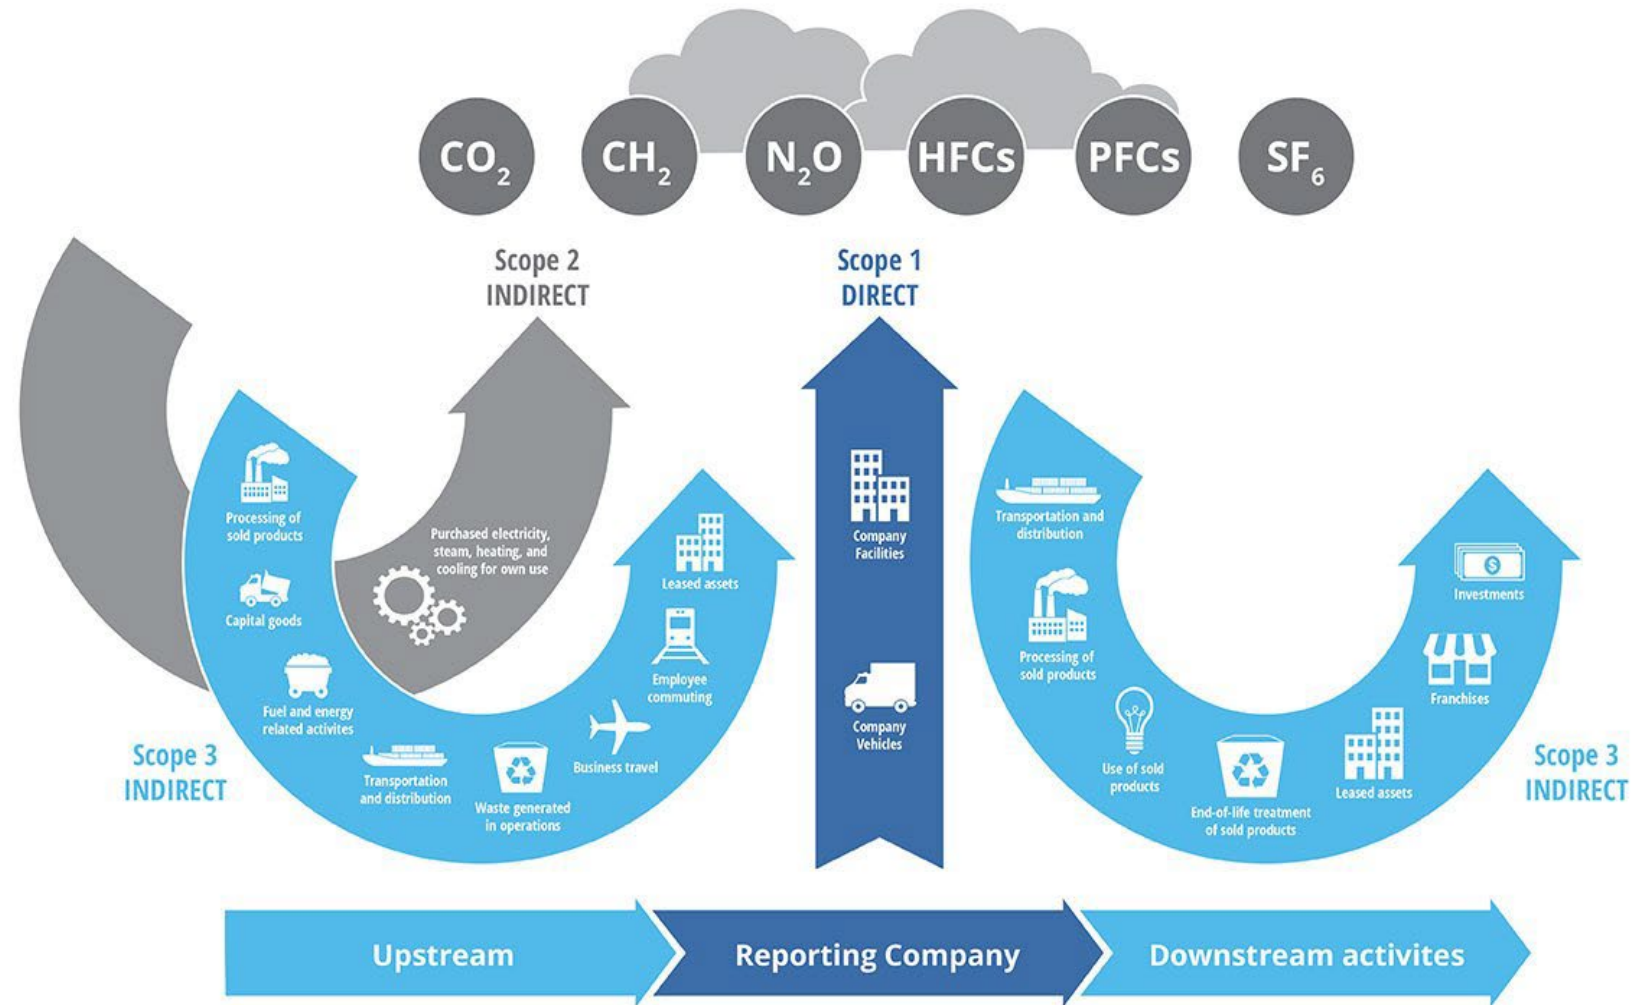 CO₂
CH₂
N₂O
HFCs
PFCs
SF₆
Scope 2
INDIRECT
Scope 1
DIRECT
Processing of
sold products
Capital goods
Fuel and energy
related activites
Transportation
and distribution
Waste generated
in operations
Business travel
Employee
commuting
Leased assets
Purchased electricity,
steam, heating, and
cooling for own use
Scope 3
INDIRECT
Company
Facilities
Company
Vehicles
Transportation and
distribution
Processing of
sold products
Use of sold
products
End-of-life treatment
of sold products
Leased assets
Franchises
$
Investments
Scope 3
INDIRECT
Upstream
Reporting Company
Downstream activites